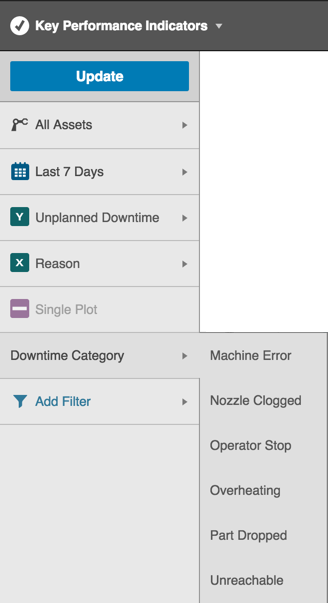 Key Performance Indicators
Update
All Assets
Last 7 Days
Y Unplanned Downtime
X Reason
Single Plot
Downtime Category
Add Filter
Machine Error
Nozzle Clogged
Operator Stop
Overheating
Part Dropped
Unreachable